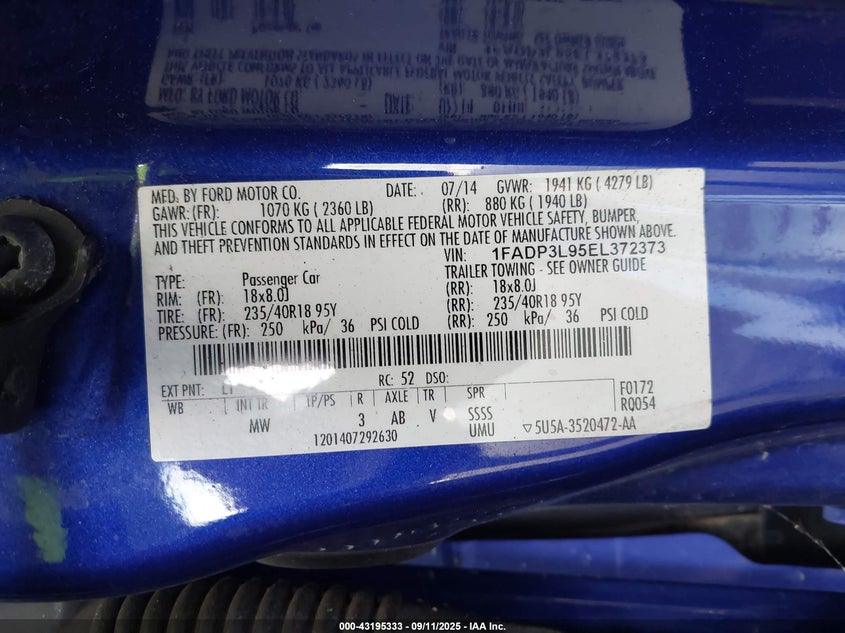 MFD. BY FORD MOTOR CO. DATE: 07/14 GVWR: 1941 KG ( 4279 LB)
GAWR:(FR): 1070 KG ( 2360 LB) (RR): 880 KG ( 1940 LB)
THIS VEHICLE CONFORMS TO ALL APPLICABLE FEDERAL MOTOR VEHICLE SAFETY, BUMPER,
AND THEFT PREVENTION STANDARDS IN EFFECT ON THE DATE OF MANUFACTURE SHOWN ABOVE.
VIN: 1FADP3L95EL372373
TYPE: Passenger Car TRAILER TOWING - SEE OWNER GUIDE
RIM: (FR) 18x8.0J (RR): 18x8.0J
TIRE: (FR) 235/40R18 95Y (RR): 235/40R18 95Y
PRESSURE: (FR) 250 kPa/ 36 PSI COLD (RR): 250 kPa/ 36 PSI COLD
EXT PNT: RC: 52 DSO: F0172
WB INT TR TP/PS R AXLE TR SPR RQ054
MW 3 AB V SSSS
1201407292630 UMU ▽5U5A-3520472-AA
000-43195333 - 09/11/2025 - IAA Inc.